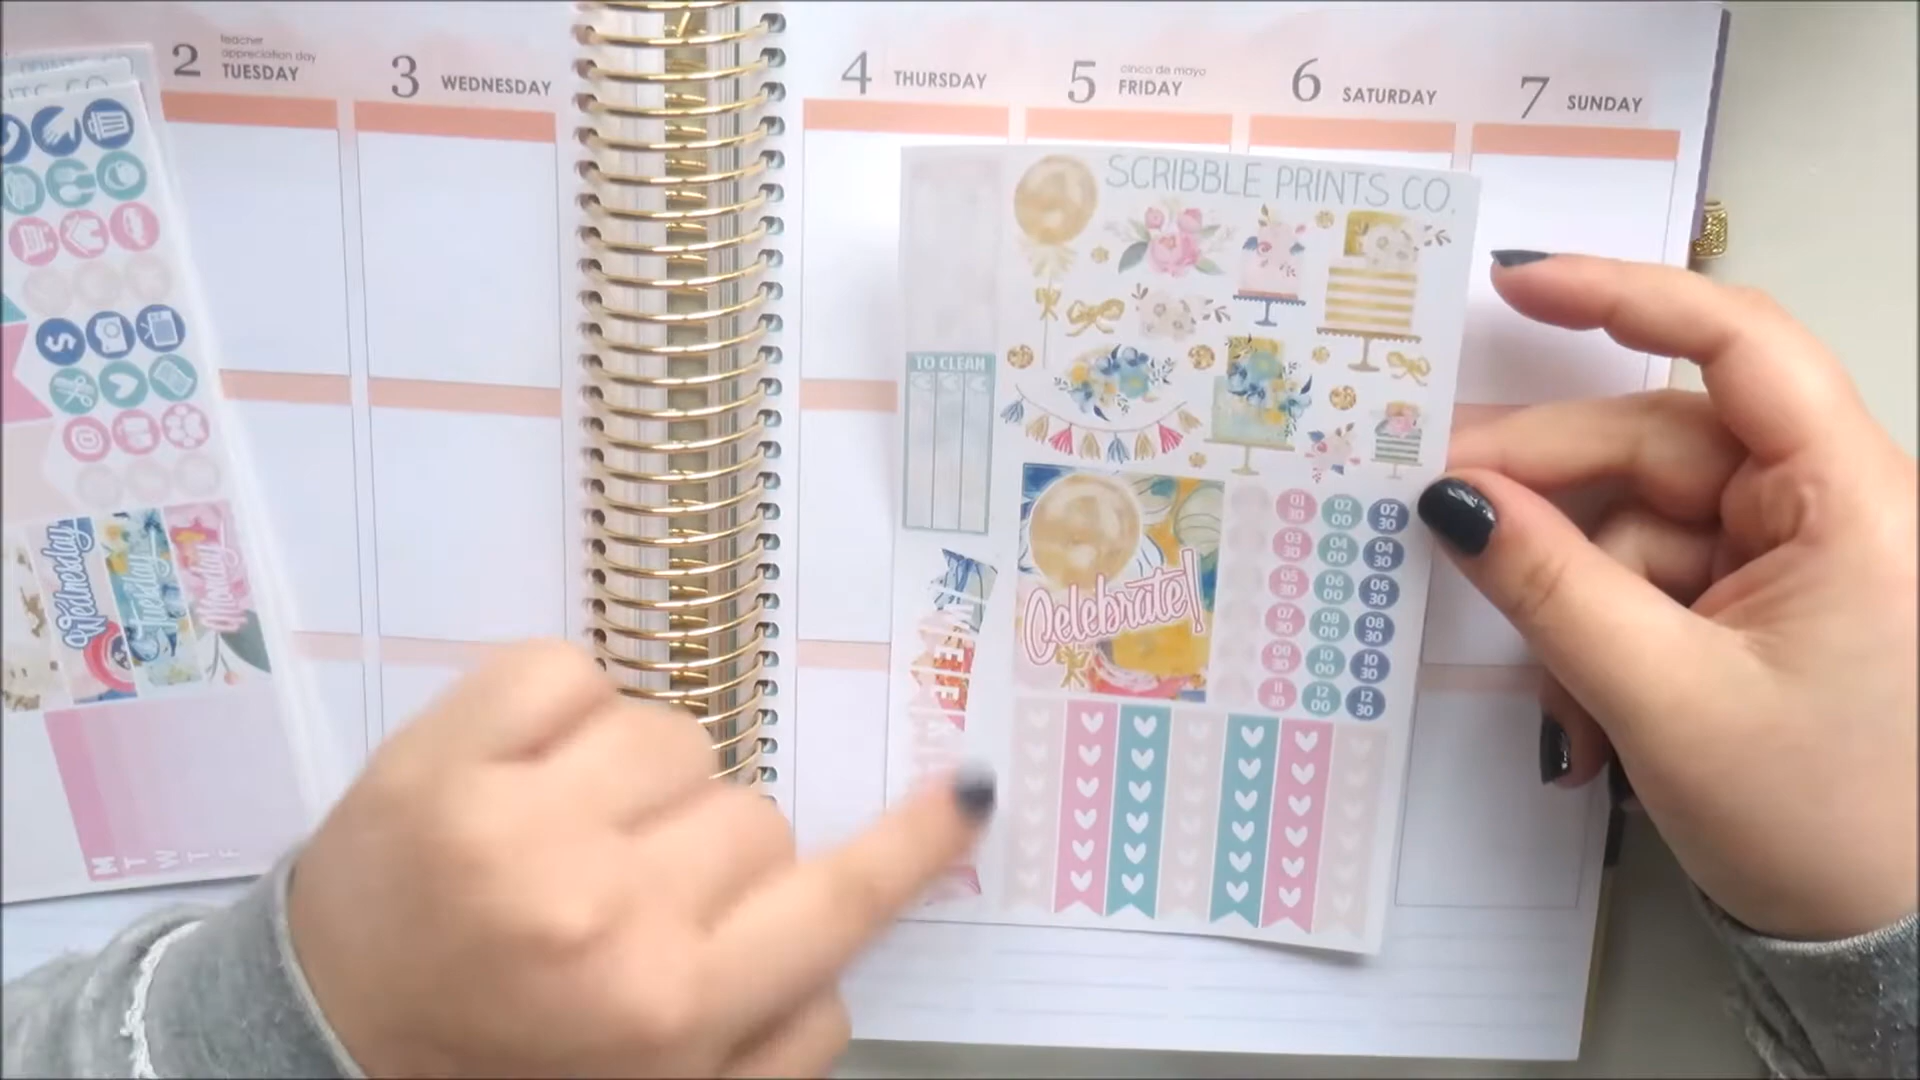 2 teacher
appreciation day
TUESDAY
3 WEDNESDAY
4 THURSDAY
5 cinco de mayo
FRIDAY
6 SATURDAY
7 SUNDAY
$
@
Wednesday
Tuesday
Monday
M
T
W
T
F
SCRIBBLE PRINTS CO.
TO CLEAN
Celebrate!
01 30 02 00 02 30
03 30 04 00 04 30
05 30 06 00 06 30
07 30 08 00 08 30
09 30 10 00 10 30
11 30 12 00 12 30